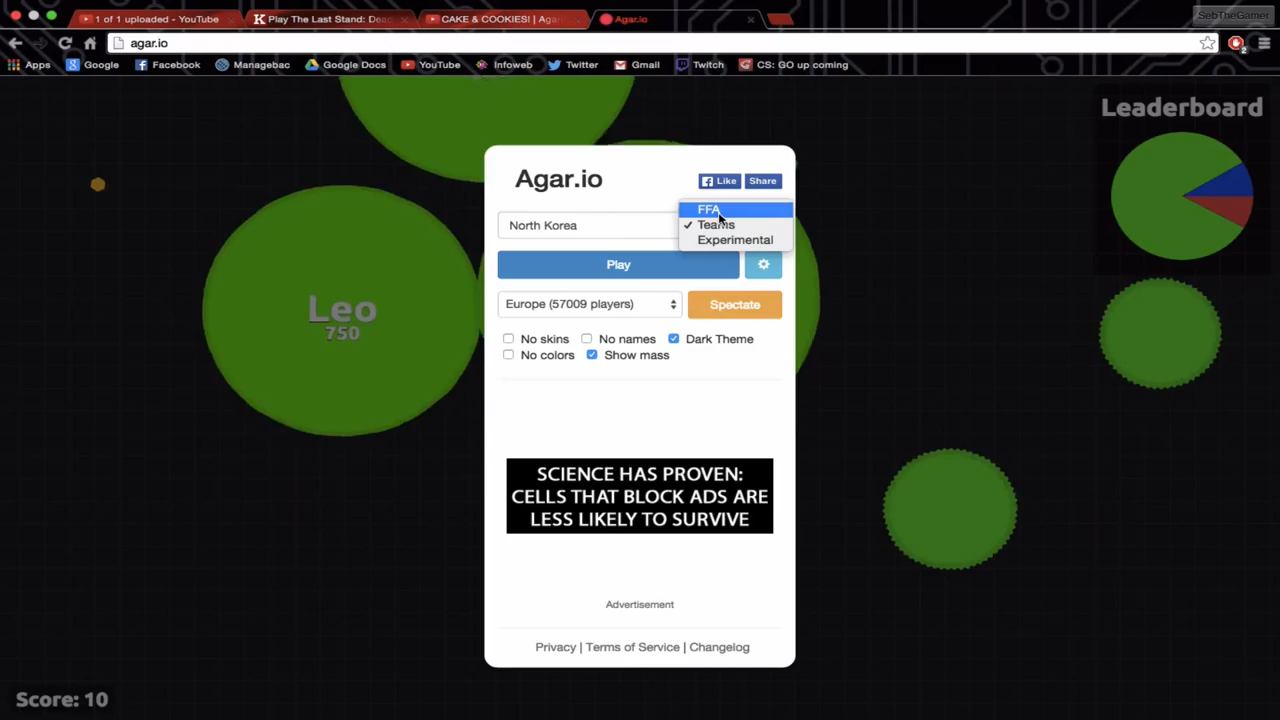 1 of 1 uploaded - YouTube
Play The Last Stand: Dead
CAKE & COOKIES! | Agar
Agar.io
SebTheGamer
agar.io
2
Apps
Google
Facebook
Managebac
Google Docs
YouTube
Infoweb
Twitter
Gmail
Twitch
CS: GO up coming
Leaderboard
Agar.io
Like
Share
North Korea
FFA
Teams
Experimental
Play
Europe (57009 players)
Spectate
No skins
No names
Dark Theme
No colors
Show mass
Leo
750
SCIENCE HAS PROVEN:
CELLS THAT BLOCK ADS ARE
LESS LIKELY TO SURVIVE
Advertisement
Privacy | Terms of Service | Changelog
Score: 10